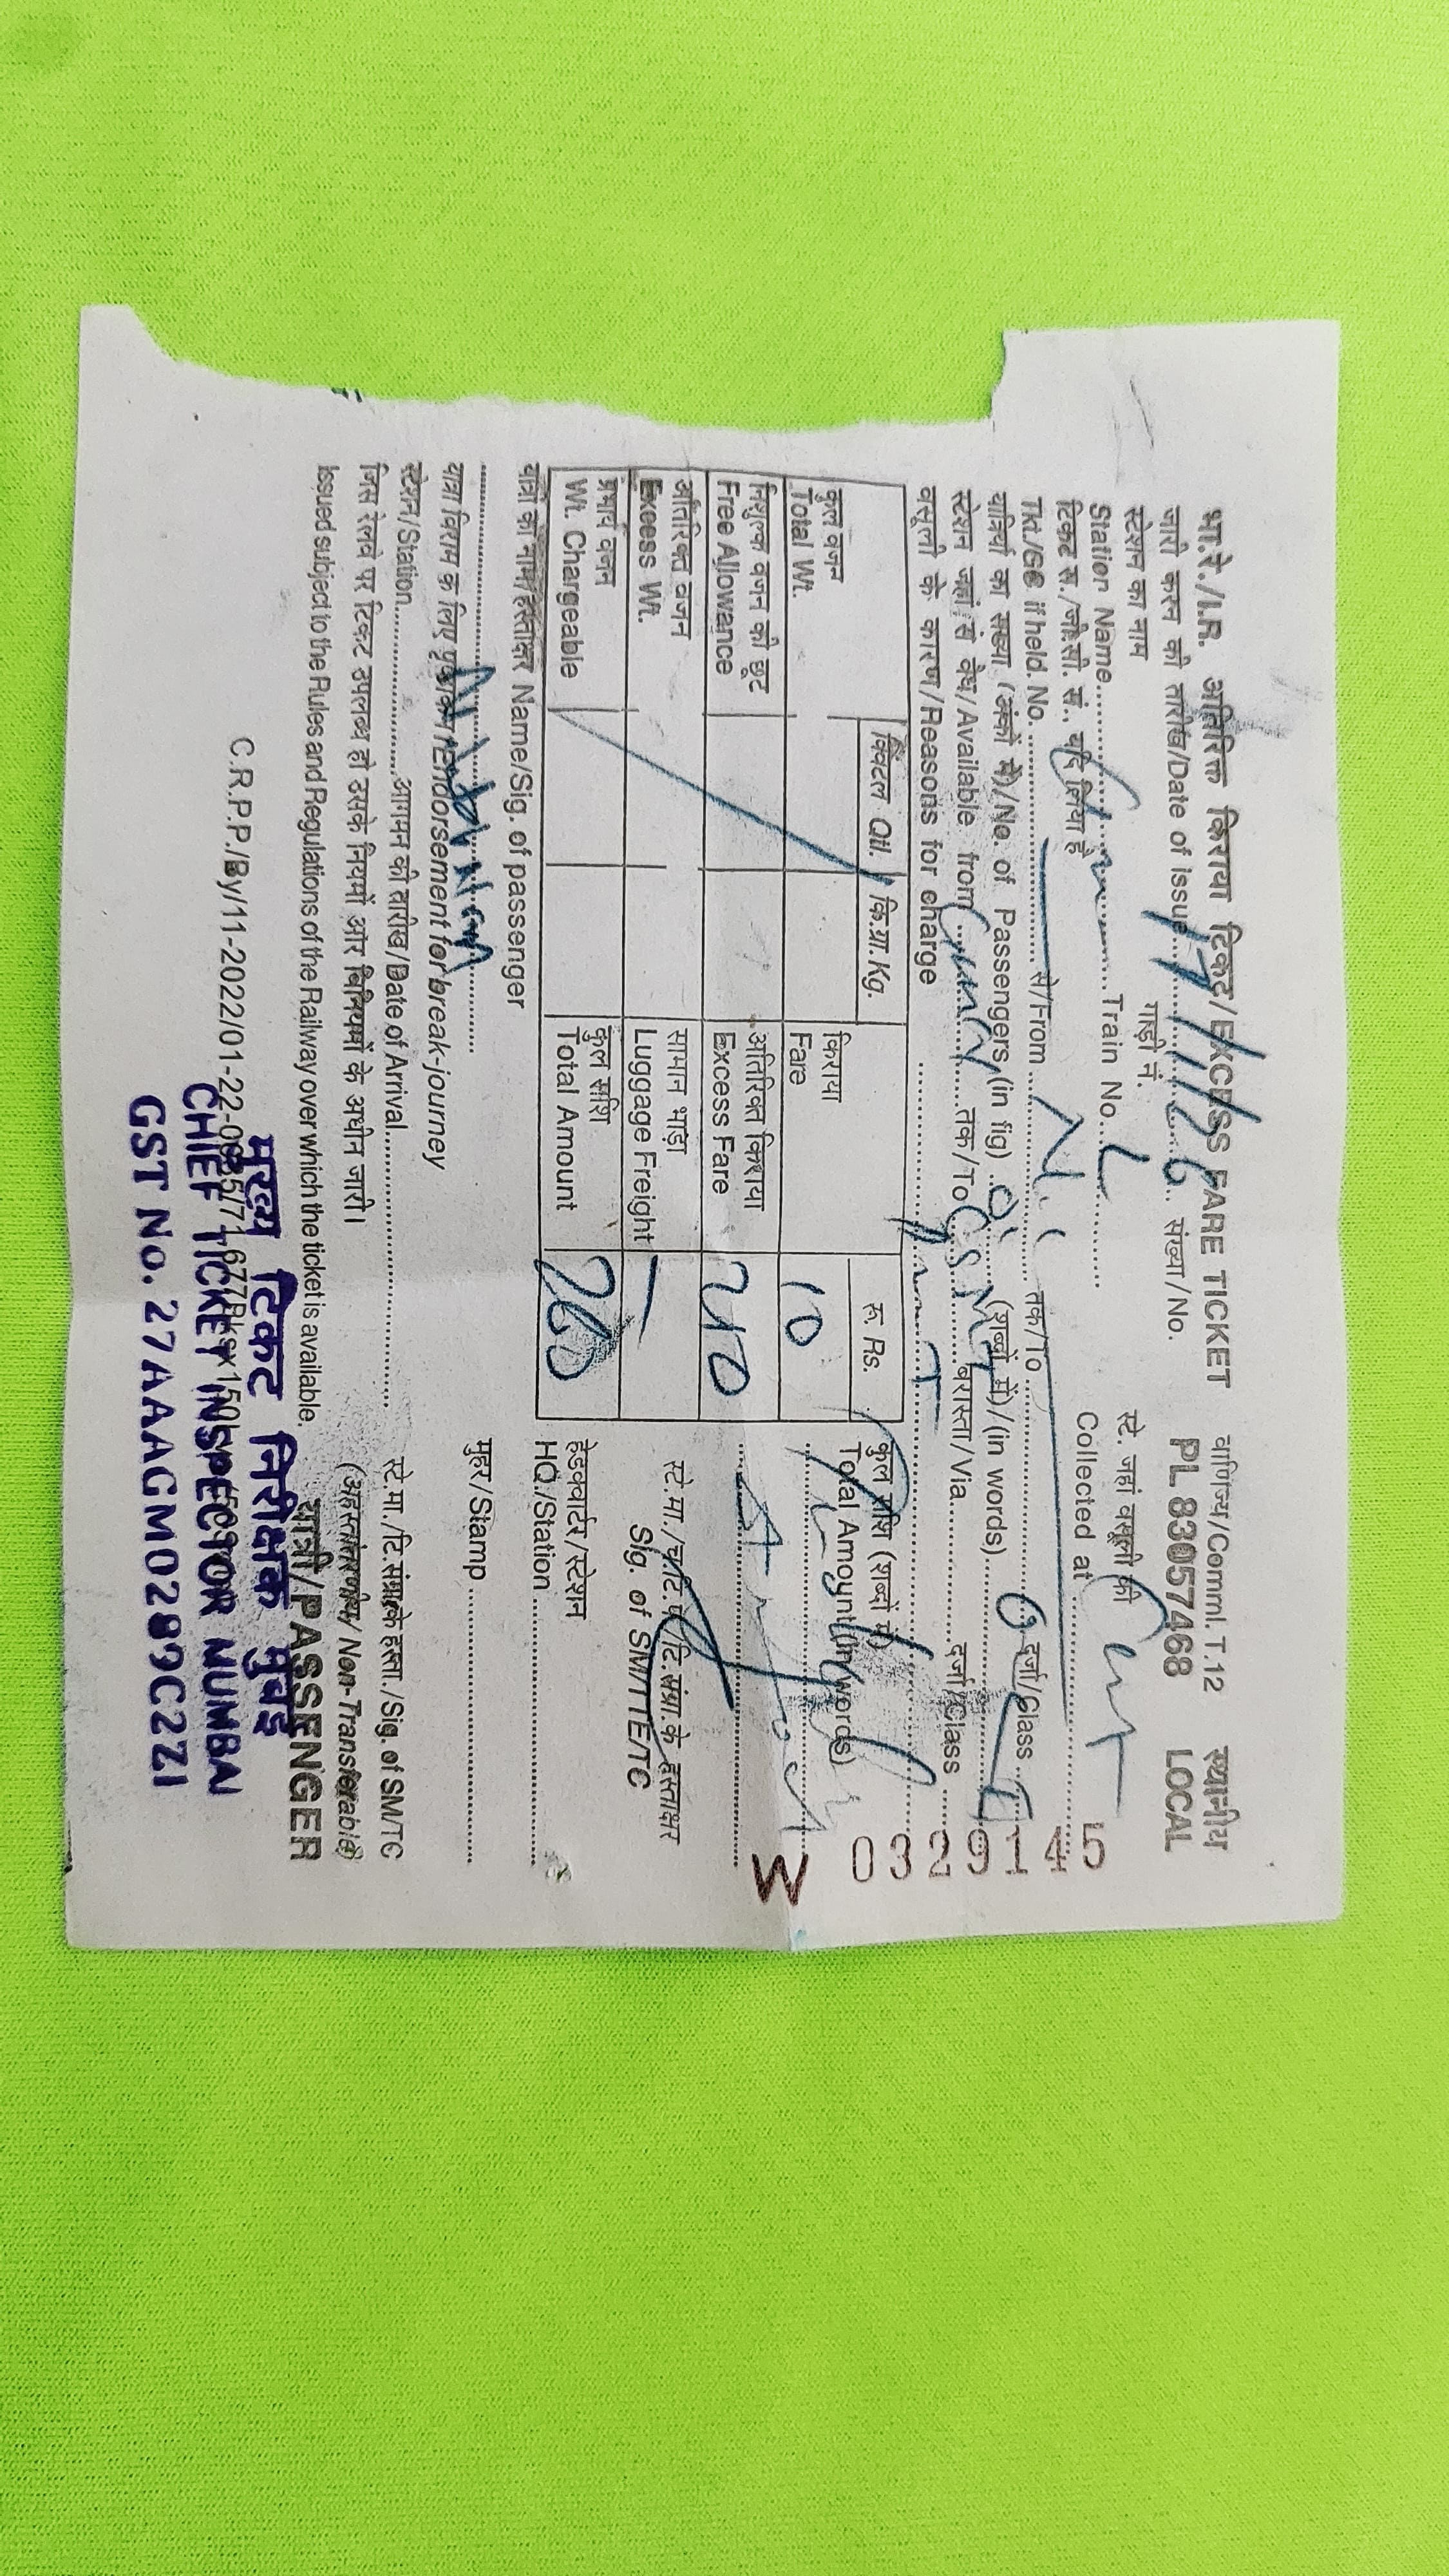 भा.रे./I.R. अतिरिक्त किराया टिकट/EXCESS FARE TICKET वाणिज्य/Comml.T.12 स्थानीय
जारी करने की तारीख/Date of issue 17/1/26 संख्या/No. PL 83057468 LOCAL
स्टेशन का नाम गाड़ी नं. स्टे. जहां वसूली की
Station Name Train No. L Collected at
टिकट सं./जी.सी. सं., यदि लिया है
Tkt./GC if held. No. से/From तक/To दर्जा/Class
यात्रियों की संख्या (अंकों में)/No. of Passengers (in fig) (शब्दों में)/(in words)
स्टेशन जहां से वैध/Available from तक/To CSMT बरास्ता/Via दर्जा/Class
वसूली के कारण/Reasons for charge
0329145
W
क्विंटल Qtl. कि.ग्रा.Kg. रु. Rs.
कुल वजन किराया
Total Wt. Fare 10
निशुल्क वजन की छूट अतिरिक्त किराया
Free Allowance Excess Fare
अतिरिक्त वजन सामान भाड़ा
Excess Wt. Luggage Freight —
प्रभार्य वजन कुल राशि
Wt. Chargeable Total Amount 260
कुल राशि (शब्दों में)
Total Amount (in words)
स्टे.मा./च.टि.प./टि.संग्रा.के हस्ताक्षर
Sig. of SM/TTE/TC
हेडक्वार्टर/स्टेशन
HQ/Station
यात्री का नाम/हस्ताक्षर Name/Sig. of passenger
मुहर/Stamp
यात्रा विराम के लिए पृष्ठांकन/Endorsement for break-journey
स्टेशन/Station आगमन की तारीख/Date of Arrival स्टे.मा./टि.संग्रा.के हस्ता./Sig. of SM/TC
जिस रेलवे पर टिकट उपलब्ध हो उसके नियमों और विनियमों के अधीन जारी। (अहस्तांतरणीय/Non-Transferable)
Issued subject to the Rules and Regulations of the Railway over which the ticket is available. यात्री/PASSENGER
C.R.P.P./By/11-2022/01-22-0
मुख्य टिकट निरीक्षक मुंबई
CHIEF TICKET INSPECTOR MUMBAI
GST No. 27AAAGM0289C2ZI